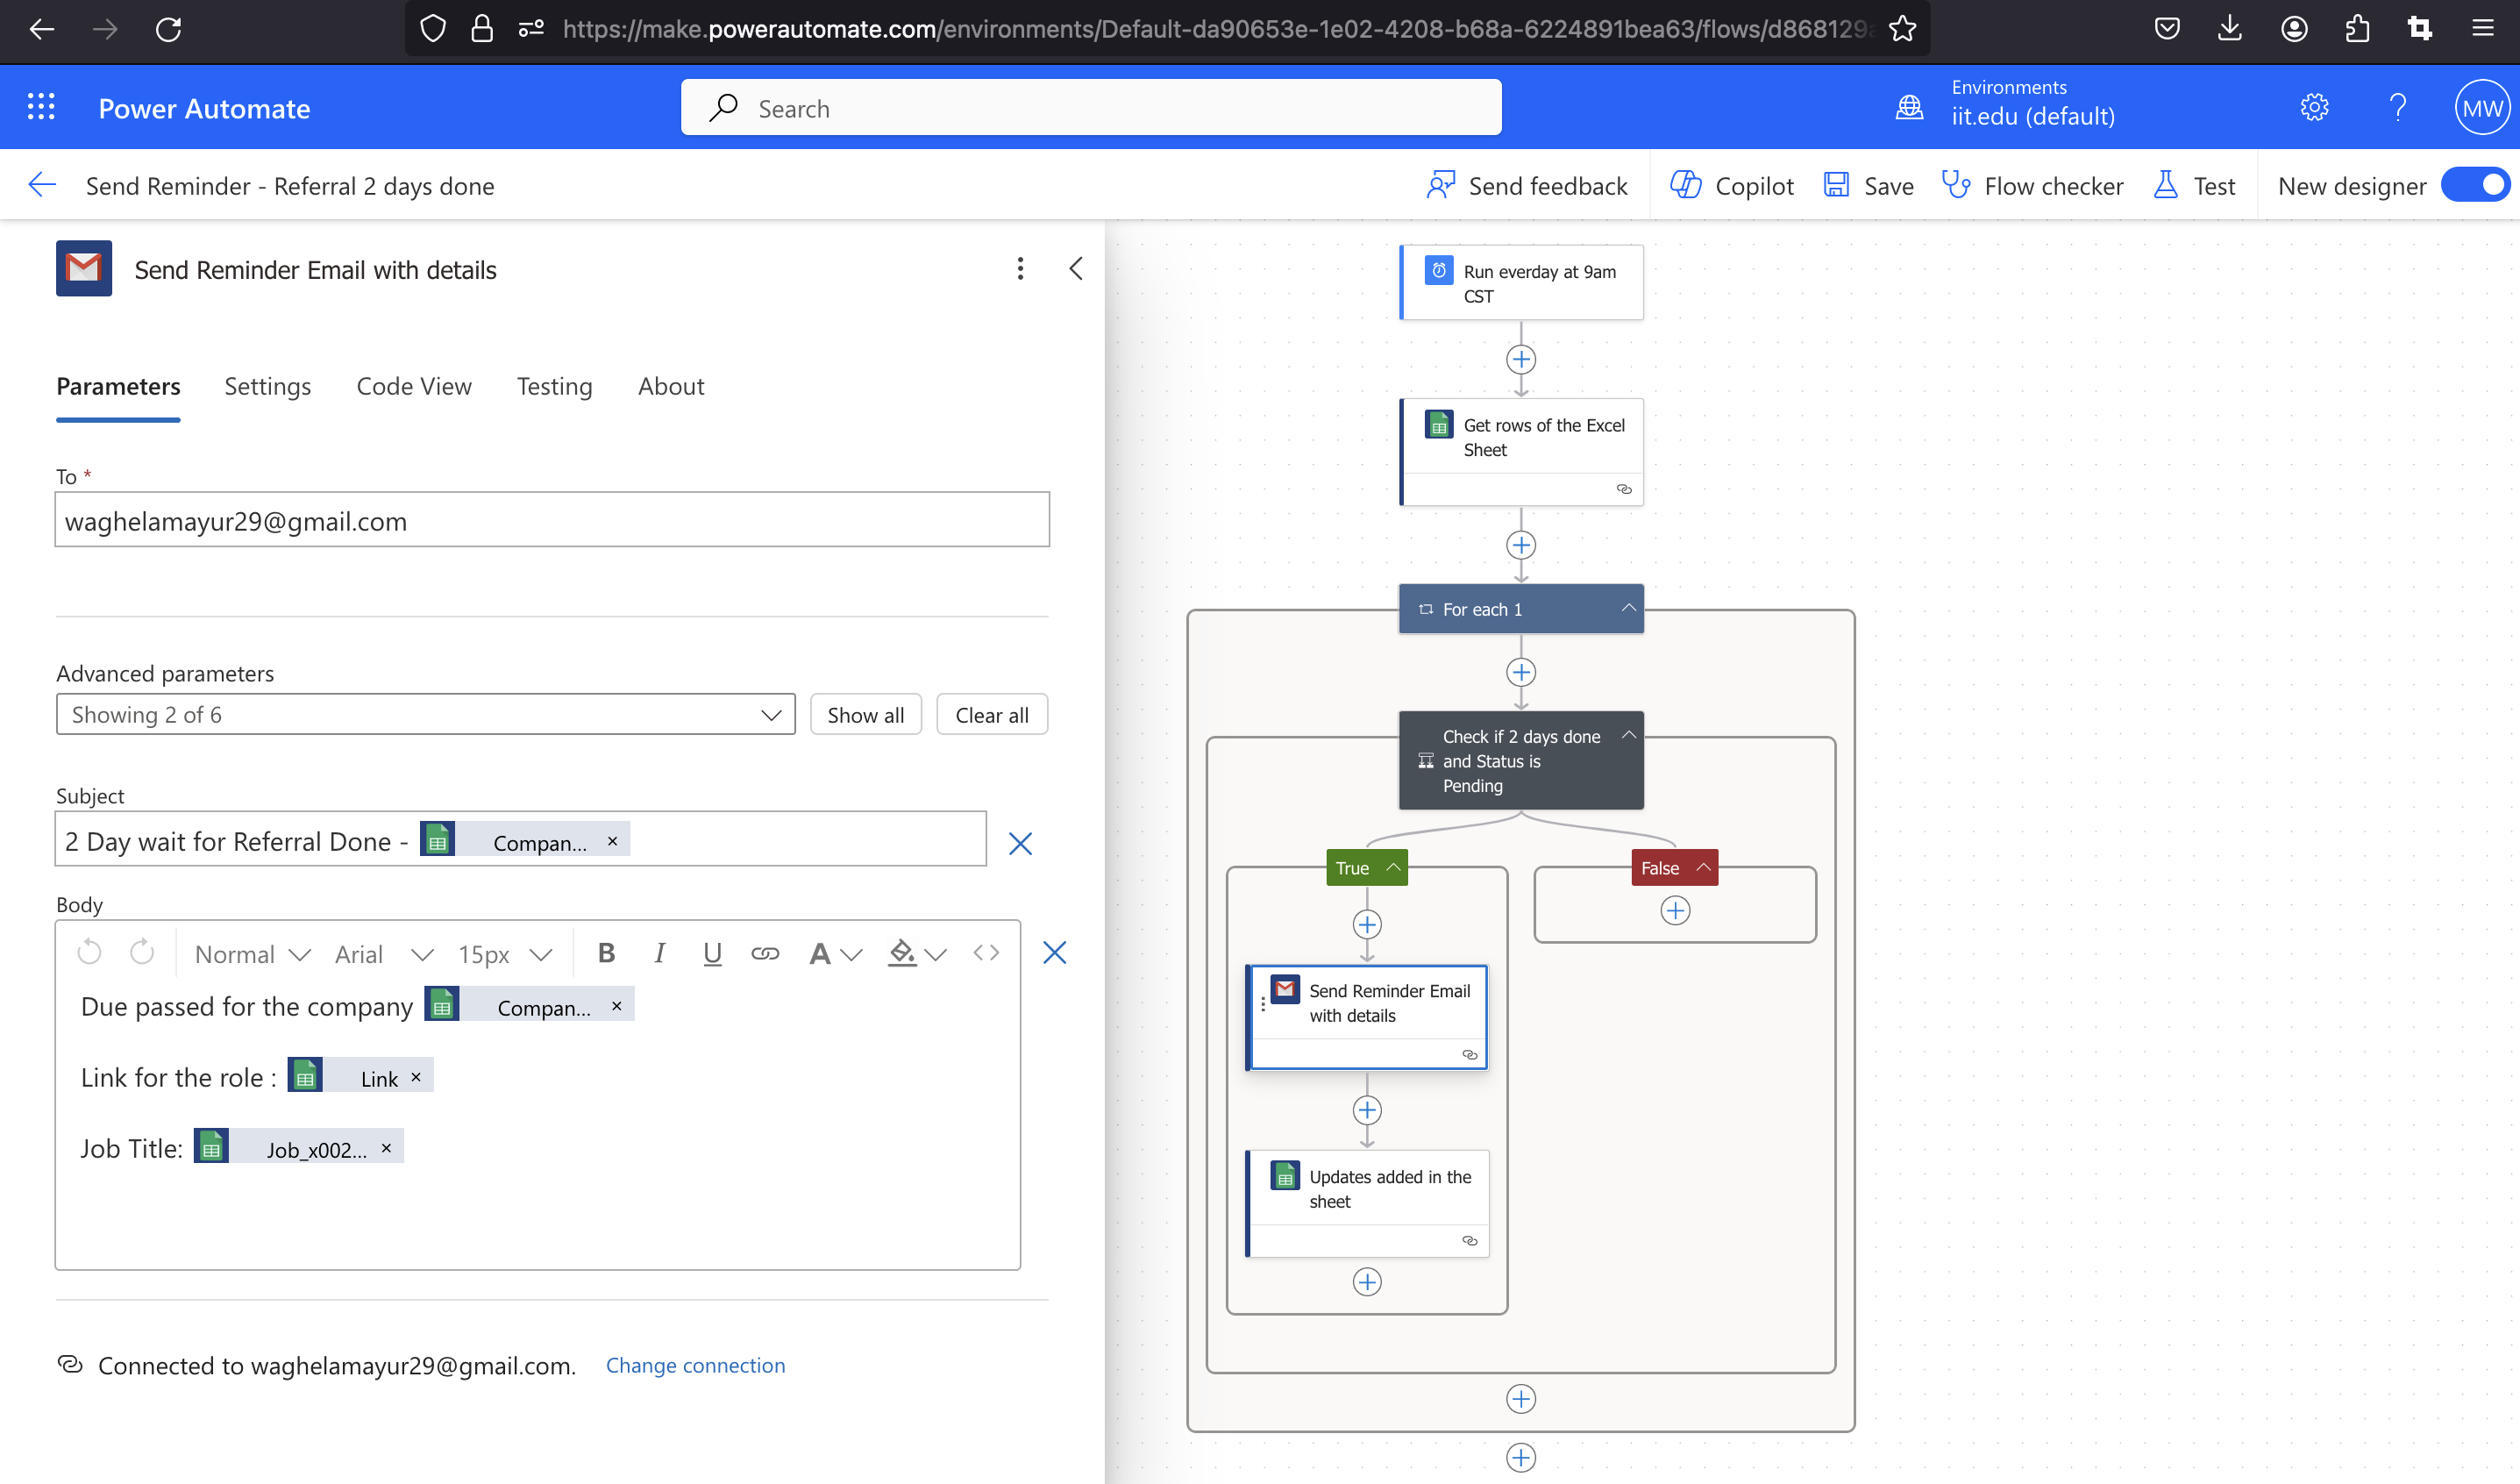 https://make.powerautomate.com/environments/Default-da90653e-1e02-4208-b68a-6224891bea63/flows/d868129a
Power Automate
Search
Environments
iit.edu (default)
MW
Send Reminder - Referral 2 days done
Send feedback
Copilot
Save
Flow checker
Test
New designer
Send Reminder Email with details
Parameters
Settings
Code View
Testing
About
To *
waghelamayur29@gmail.com
Advanced parameters
Showing 2 of 6
Show all
Clear all
Subject
2 Day wait for Referral Done - Compan... ×
Body
Normal
Arial
15px
B
I
U
A
Due passed for the company Compan... ×
Link for the role : Link ×
Job Title: Job_x002... ×
Connected to waghelamayur29@gmail.com.
Change connection
Run everday at 9am
CST
Get rows of the Excel
Sheet
For each 1
Check if 2 days done
and Status is
Pending
True
False
Send Reminder Email
with details
Updates added in the
sheet